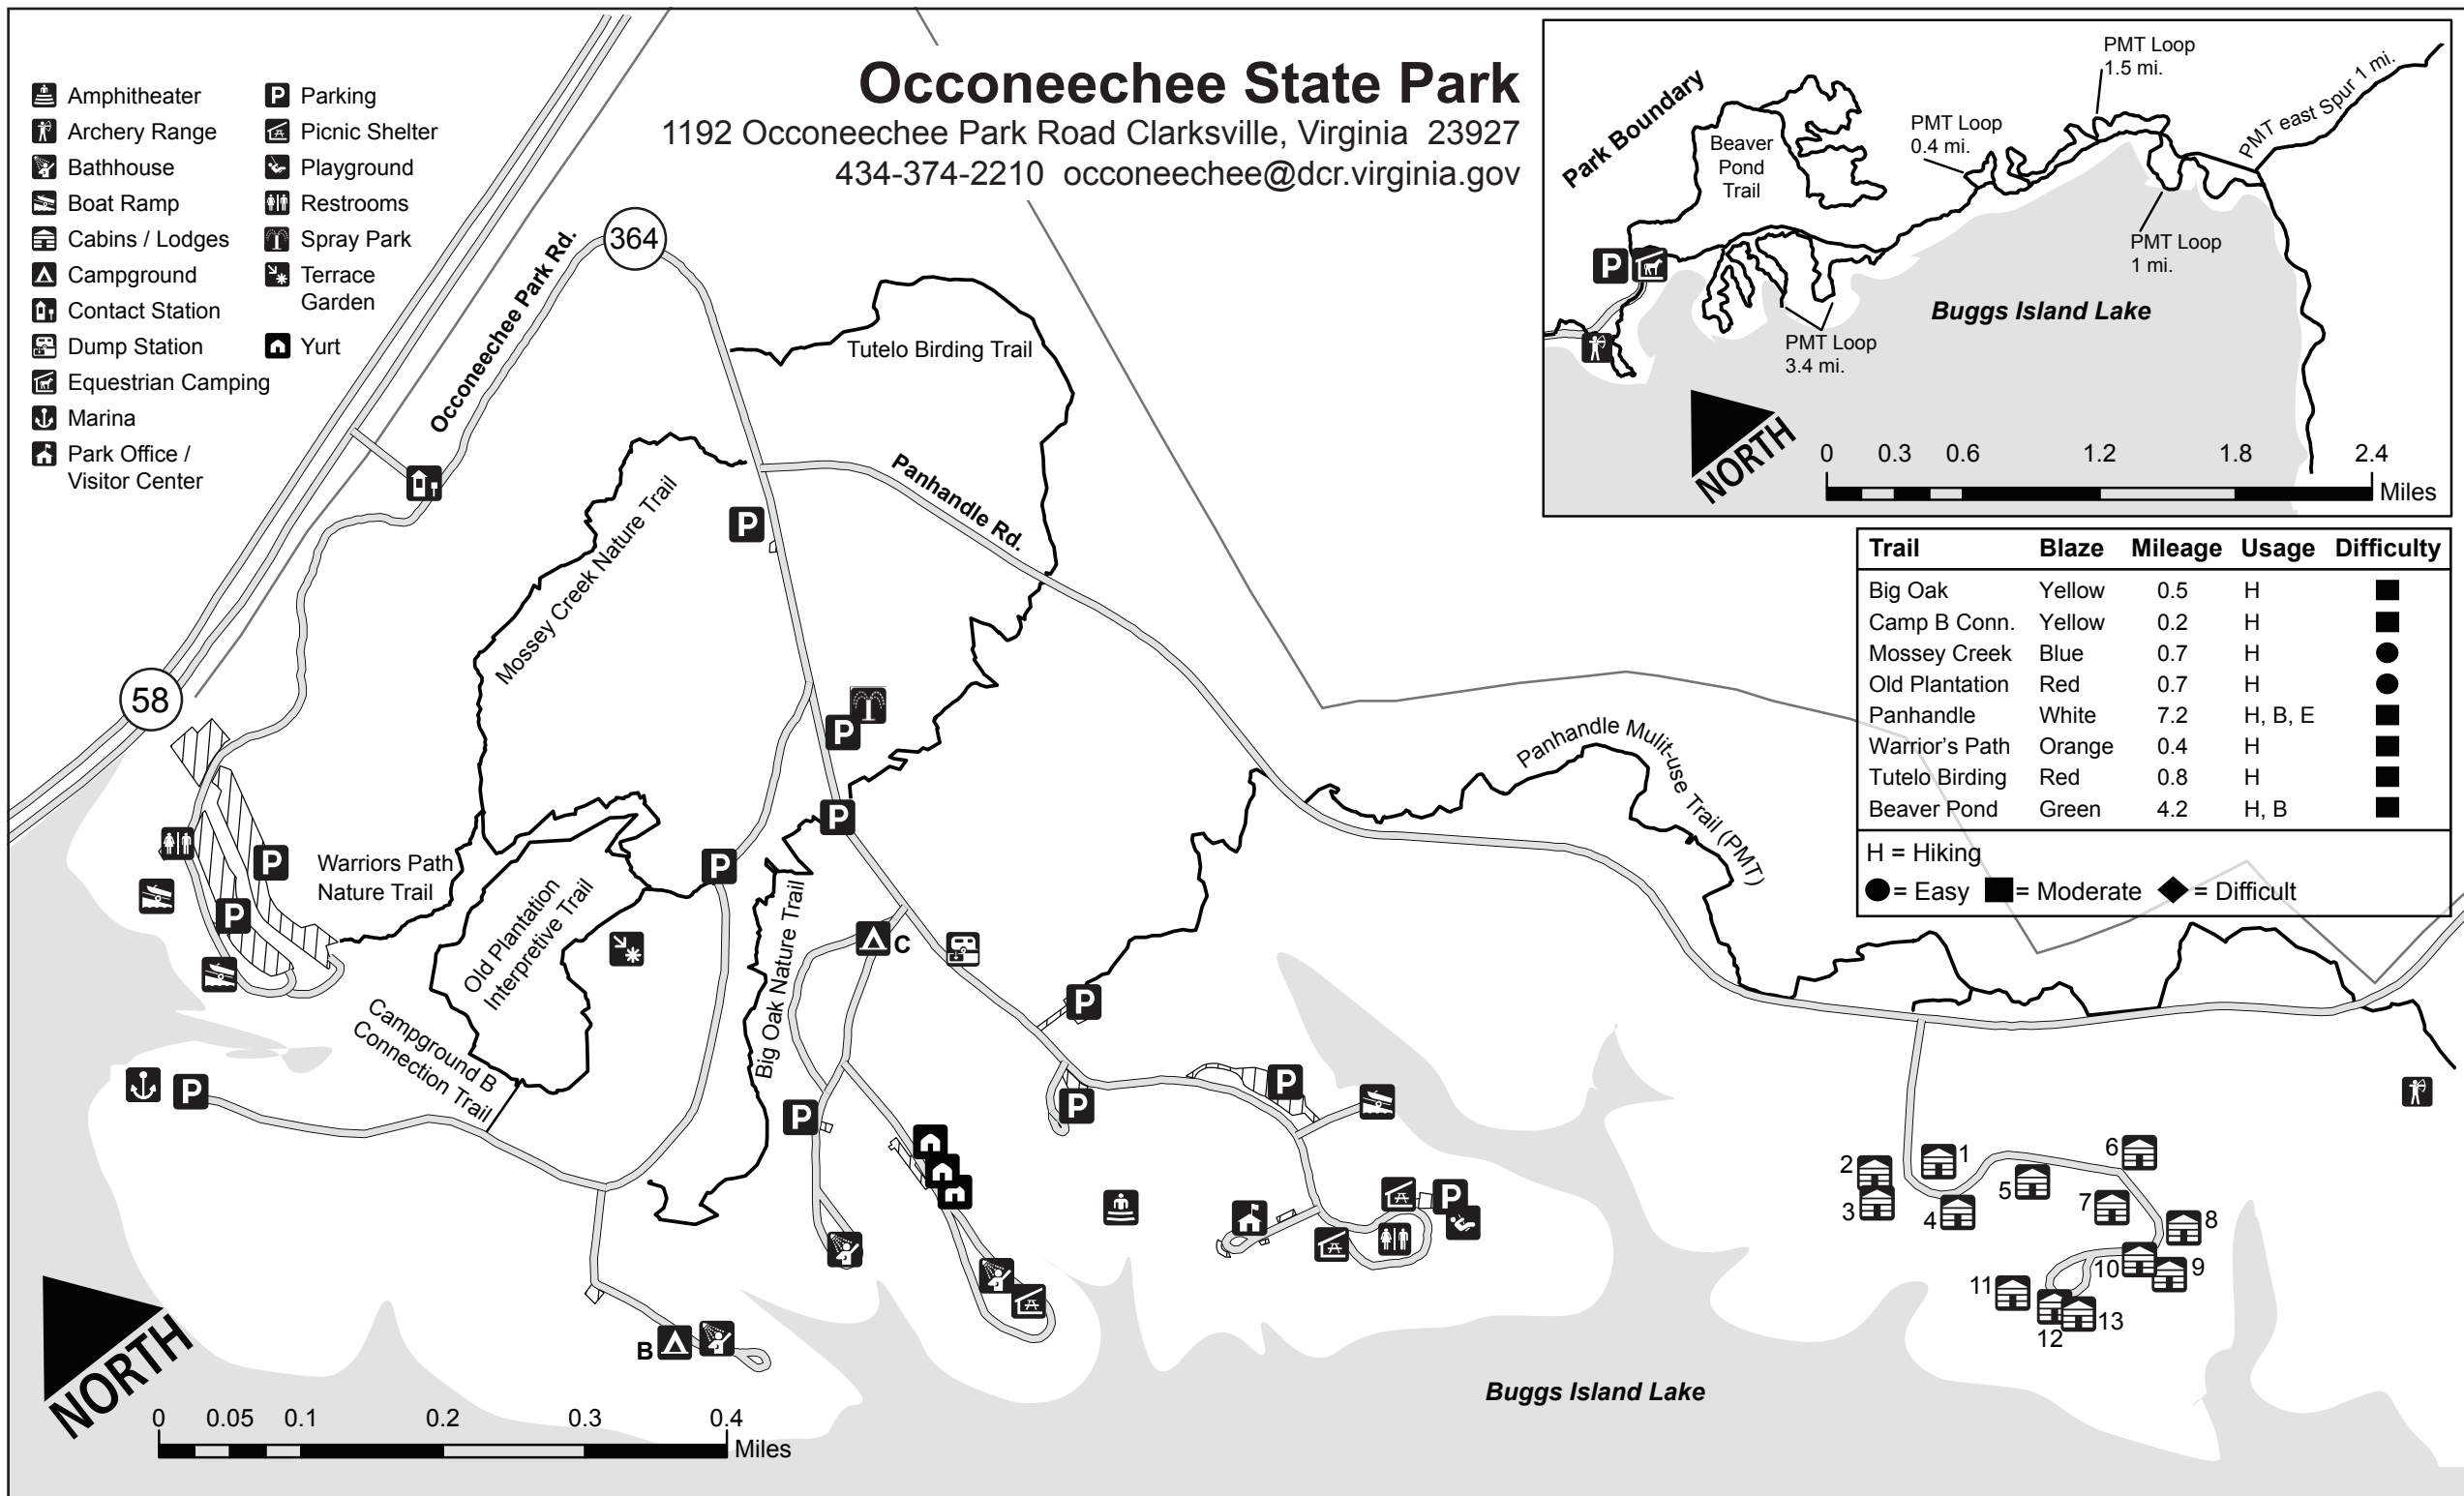 Occoneechee State Park
1192 Occoneechee Park Road Clarksville, Virginia 23927
434-374-2210 occoneechee@dcr.virginia.gov
Amphitheater
Archery Range
Bathhouse
Boat Ramp
Cabins / Lodges
Campground
Contact Station
Dump Station
Equestrian Camping
Marina
Park Office /
Visitor Center
P Parking
Picnic Shelter
Playground
Restrooms
Spray Park
Terrace
Garden
Yurt
Park Boundary
Beaver
Pond
Trail
PMT Loop
0.4 mi.
PMT Loop
1.5 mi.
PMT east Spur 1 mi.
PMT Loop
1 mi.
PMT Loop
3.4 mi.
P
Buggs Island Lake
NORTH
0 0.3 0.6 1.2 1.8 2.4
Miles
Trail Blaze Mileage Usage Difficulty
Big Oak Yellow 0.5 H
Camp B Conn. Yellow 0.2 H
Mossey Creek Blue 0.7 H
Old Plantation Red 0.7 H
Panhandle White 7.2 H, B, E
Warrior's Path Orange 0.4 H
Tutelo Birding Red 0.8 H
Beaver Pond Green 4.2 H, B
H = Hiking
= Easy = Moderate = Difficult
364
Occoneechee Park Rd.
Tutelo Birding Trail
Panhandle Rd.
Mossey Creek Nature Trail
P
58
P
P
Panhandle Mulit-use Trail (PMT)
Warriors Path
Nature Trail
P
P
P
Old Plantation
Interpretive Trail
Big Oak Nature Trail
C
P
Campground B
Connection Trail
P
P
P
P
P
1
2
3
4
5
6
7
8
9
10
11
12
13
B
Buggs Island Lake
NORTH
0 0.05 0.1 0.2 0.3 0.4
Miles